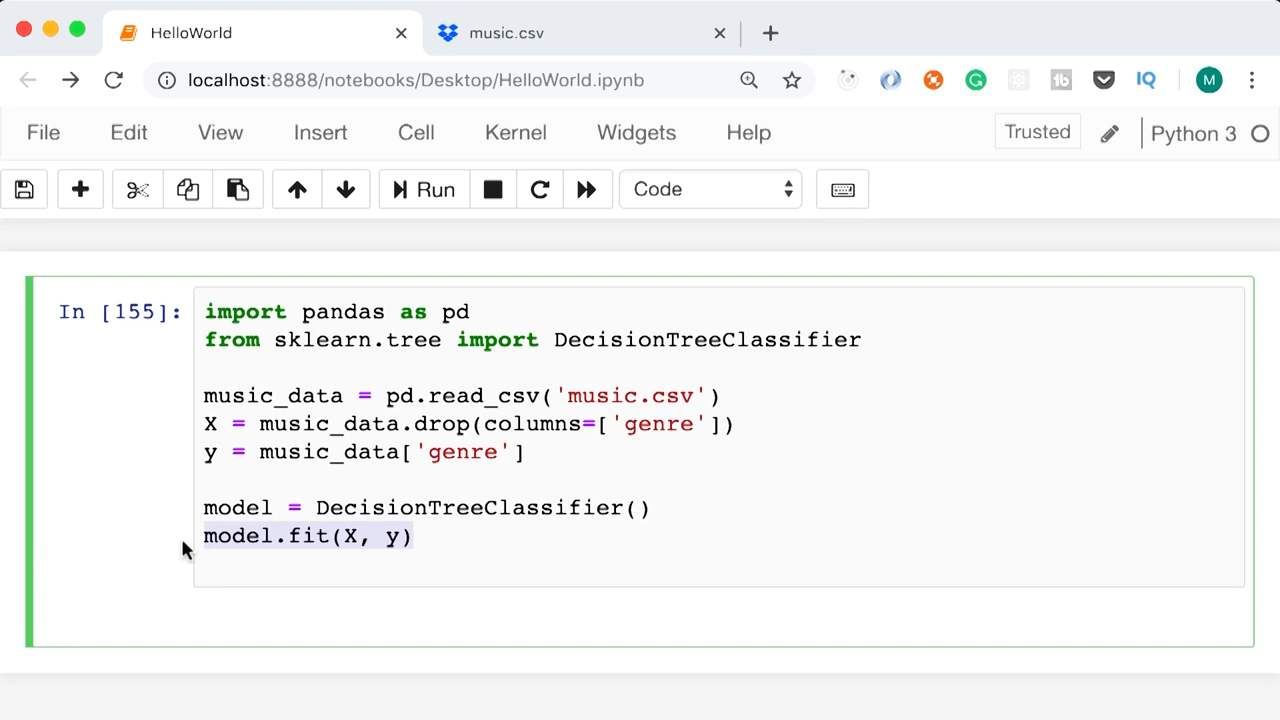 HelloWorld
music.csv
localhost:8888/notebooks/Desktop/HelloWorld.ipynb
IQ
M
File Edit View Insert Cell Kernel Widgets Help Trusted Python 3
Run Code
In [155]: import pandas as pd
from sklearn.tree import DecisionTreeClassifier
music_data = pd.read_csv('music.csv')
X = music_data.drop(columns=['genre'])
y = music_data['genre']
model = DecisionTreeClassifier()
model.fit(X, y)